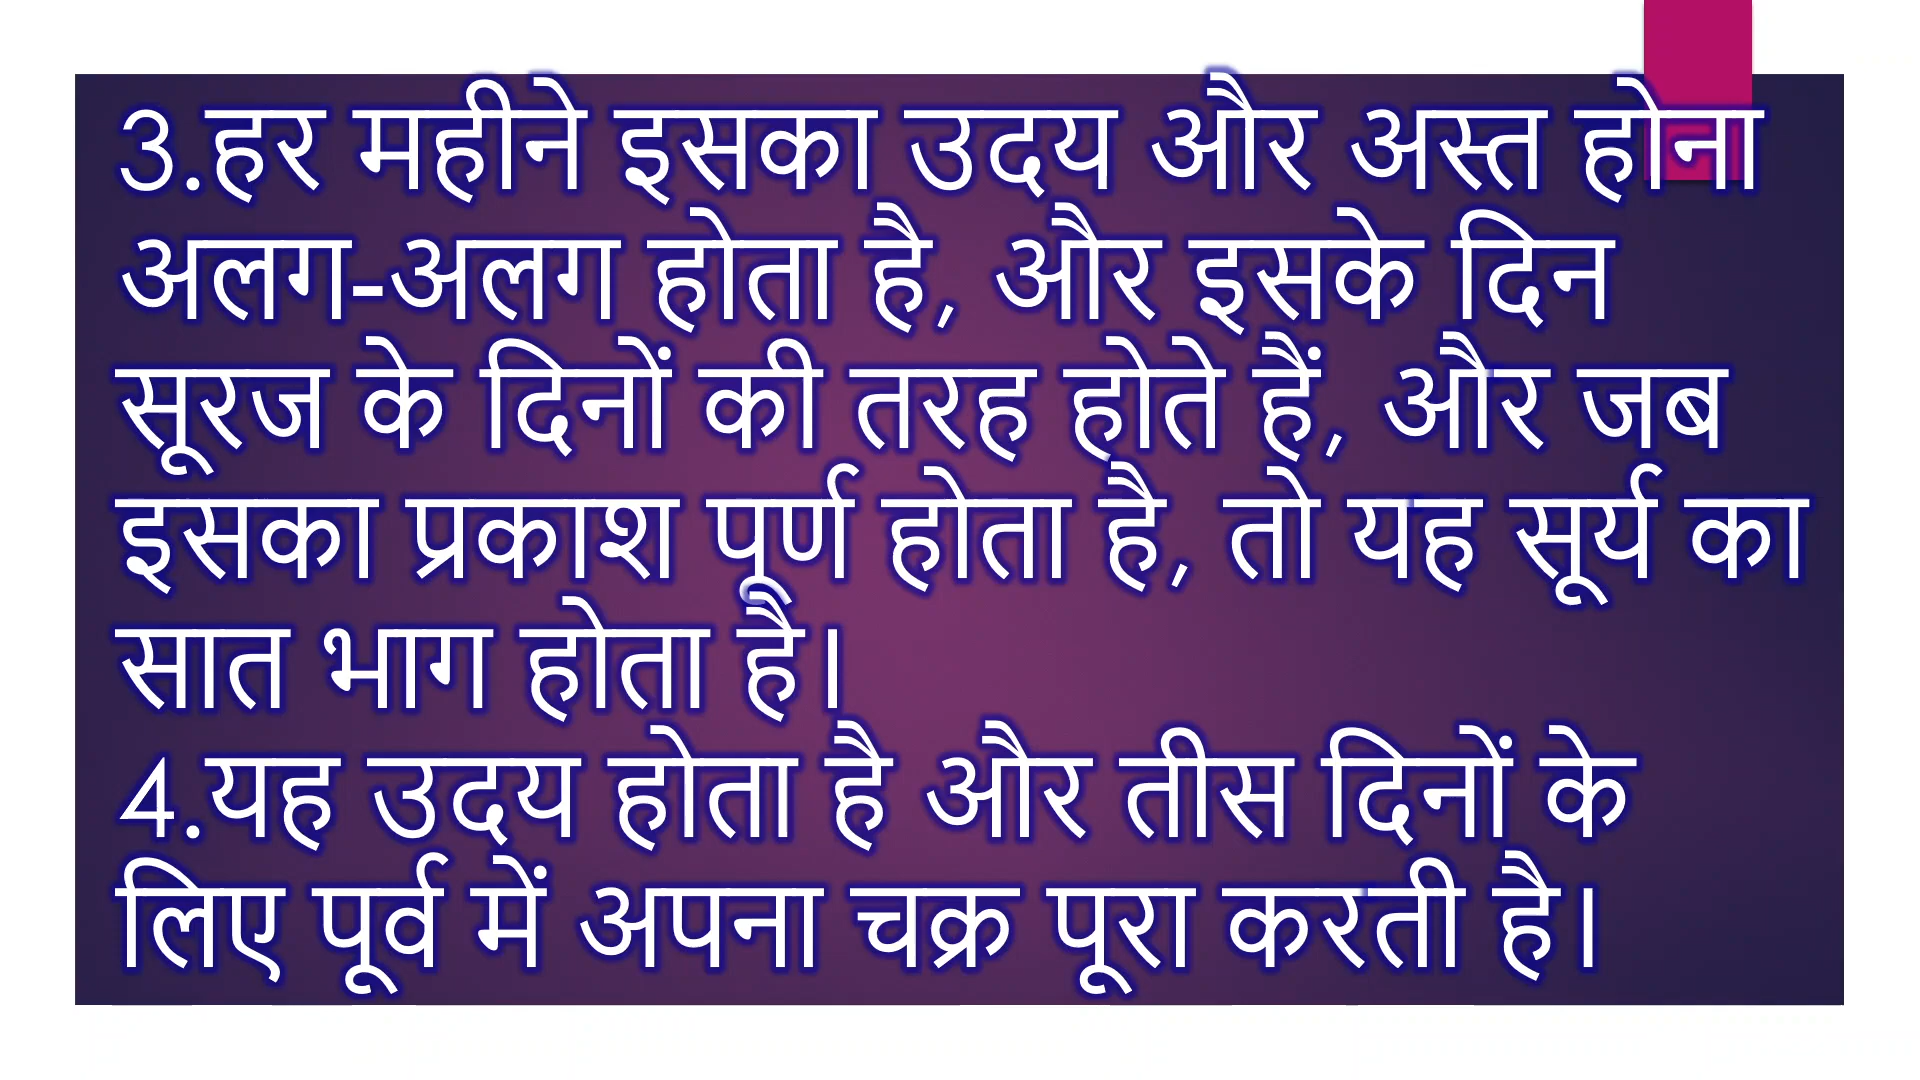 3.हर महीने इसका उदय और अस्त होना
अलग-अलग होता है, और इसके दिन
सूरज के दिनों की तरह होते हैं, और जब
इसका प्रकाश पूर्ण होता है, तो यह सूर्य का
सात भाग होता है।
4.यह उदय होता है और तीस दिनों के
लिए पूर्व में अपना चक्र पूरा करती है।